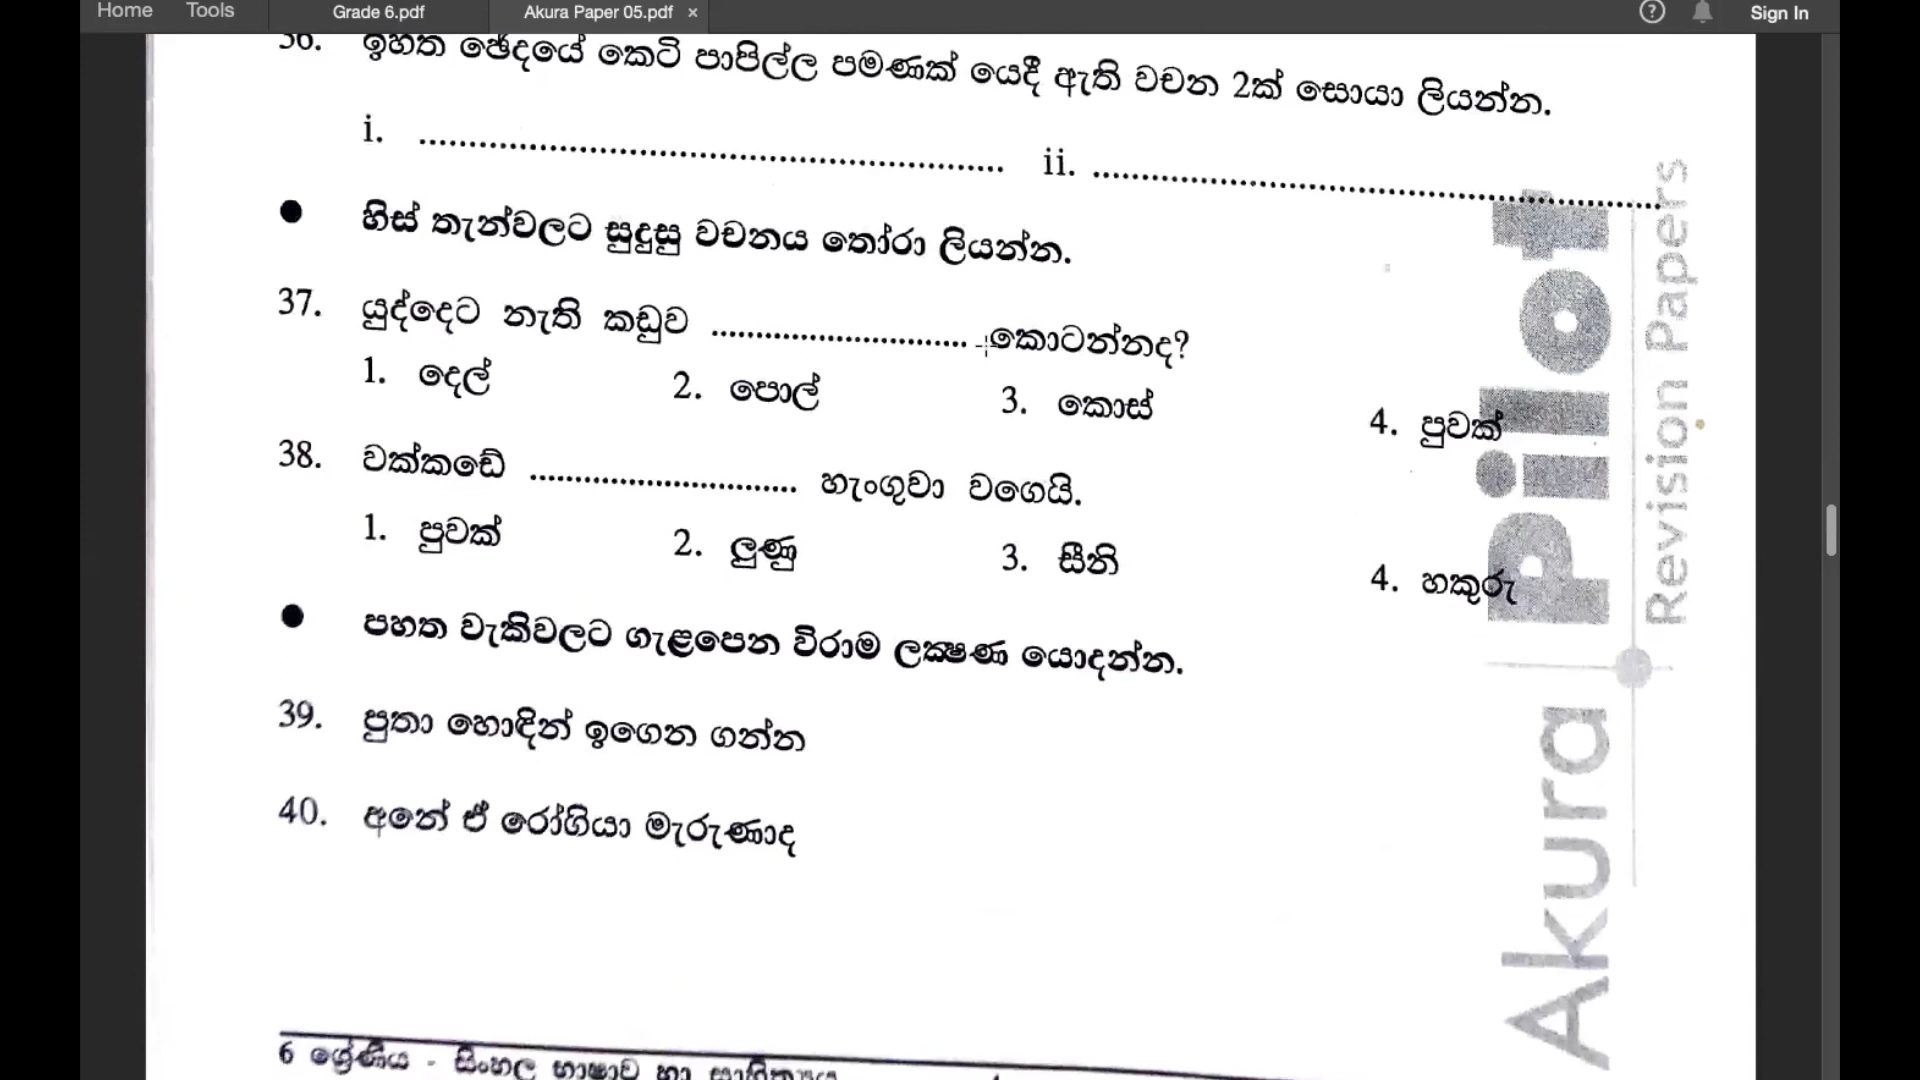 Home Tools Grade 6.pdf Akura Paper 05.pdf × ? Sign In
36. ඉහත ඡේදයේ කෙටි පාපිල්ල පමණක් යෙදී ඇති වචන 2ක් සොයා ලියන්න.
i. .......................................................... ii. ..........................................................
● හිස් තැන්වලට සුදුසු වචනය තෝරා ලියන්න.
37. යුද්දෙට නැති කඩුව ............................. කොටන්නද?
1. දෙල් 2. පොල් 3. කොස් 4. පුවක්
38. වක්කඩේ .............................. හැංගුවා වගෙයි.
1. පුවක් 2. ලුණු 3. සීනි 4. හකුරු
● පහත වැකිවලට ගැළපෙන විරාම ලක්‍ෂණ යොදන්න.
39. පුතා හොඳින් ඉගෙන ගන්න
40. අනේ ඒ රෝගියා මැරුණාද
6 ශ්‍රේණිය - සිංහල භාෂාව හා සාහිත්‍යය
Akura Pilot
Revision Papers